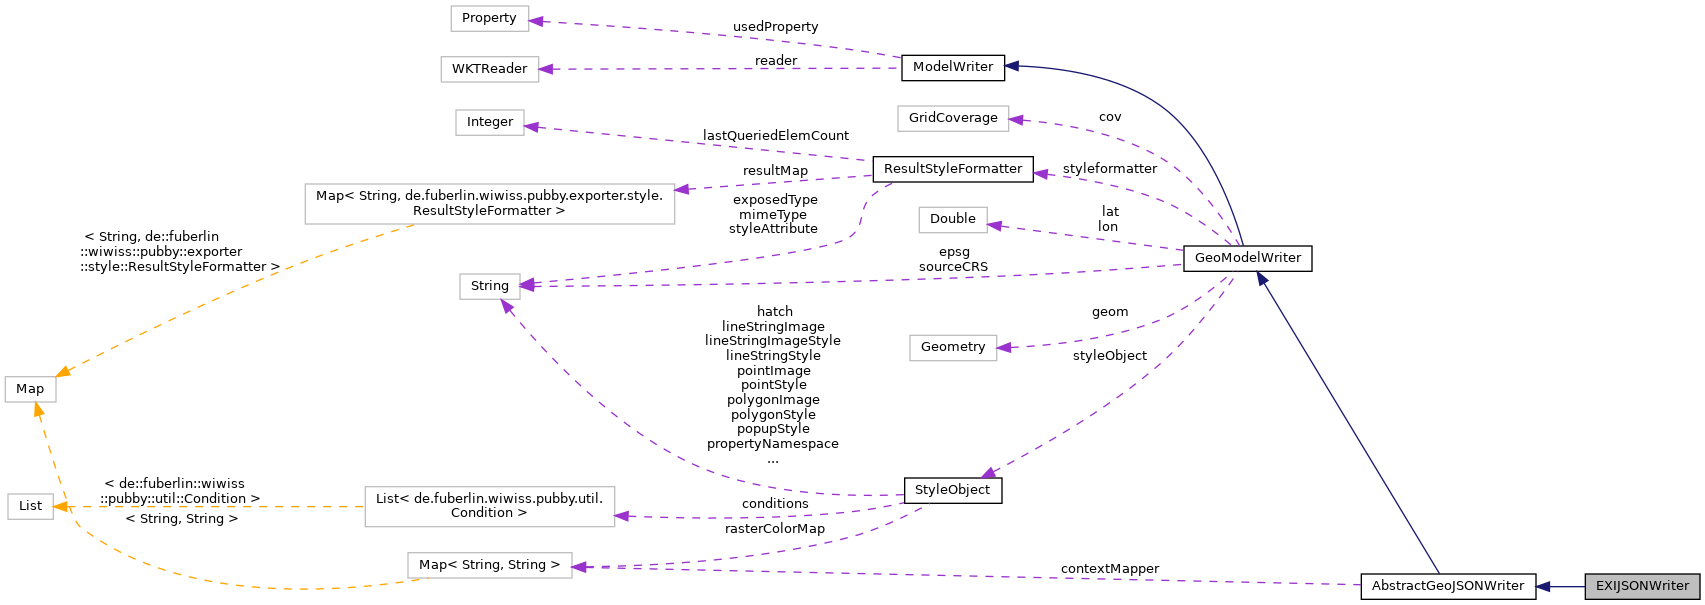 Property
usedProperty
ModelWriter
WKTReader
reader
GridCoverage
cov
Integer
lastQueriedElemCount
ResultStyleFormatter
styleformatter
resultMap
Map< String, de.fuberlin.wiwiss.pubby.exporter.style.
ResultStyleFormatter >
exposedType
mimeType
styleAttribute
Double
lat
lon
< String, de::fuberlin
::wiwiss::pubby::exporter
::style::ResultStyleFormatter >
epsg
sourceCRS
GeoModelWriter
String
hatch
lineStringImage
lineStringImageStyle
lineStringStyle
pointImage
pointStyle
polygonImage
polygonStyle
popupStyle
propertyNamespace
...
geom
Geometry
styleObject
Map
< de::fuberlin::wiwiss
::pubby::util::Condition >
List
List< de.fuberlin.wiwiss.pubby.util.
Condition >
conditions
StyleObject
< String, String >
rasterColorMap
Map< String, String >
contextMapper
AbstractGeoJSONWriter
EXIJSONWriter